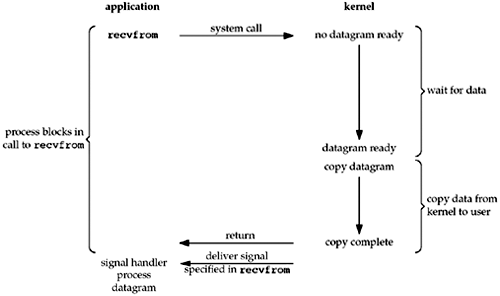 application
kernel
recvfrom
system call
no datagram ready
wait for data
process blocks in
call to recvfrom
datagram ready
copy datagram
copy data from
kernel to user
return
copy complete
signal handler
process
datagram
deliver signal
specified in recvfrom